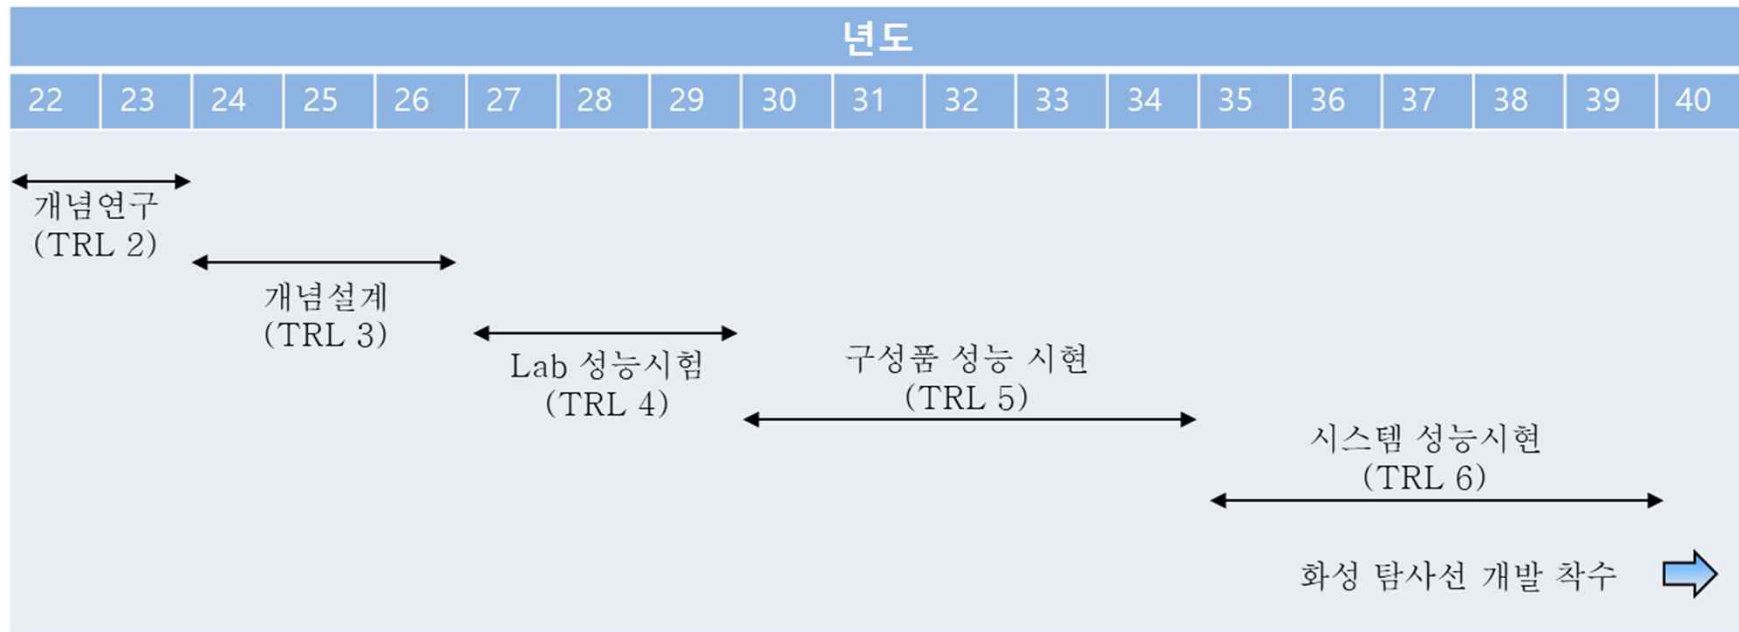 년도
22 23 24 25 26 27 28 29 30 31 32 33 34 35 36 37 38 39 40
개념연구
(TRL 2)
개념설계
(TRL 3)
Lab 성능시험
(TRL 4)
구성품 성능 시현
(TRL 5)
시스템 성능시현
(TRL 6)
화성 탐사선 개발 착수